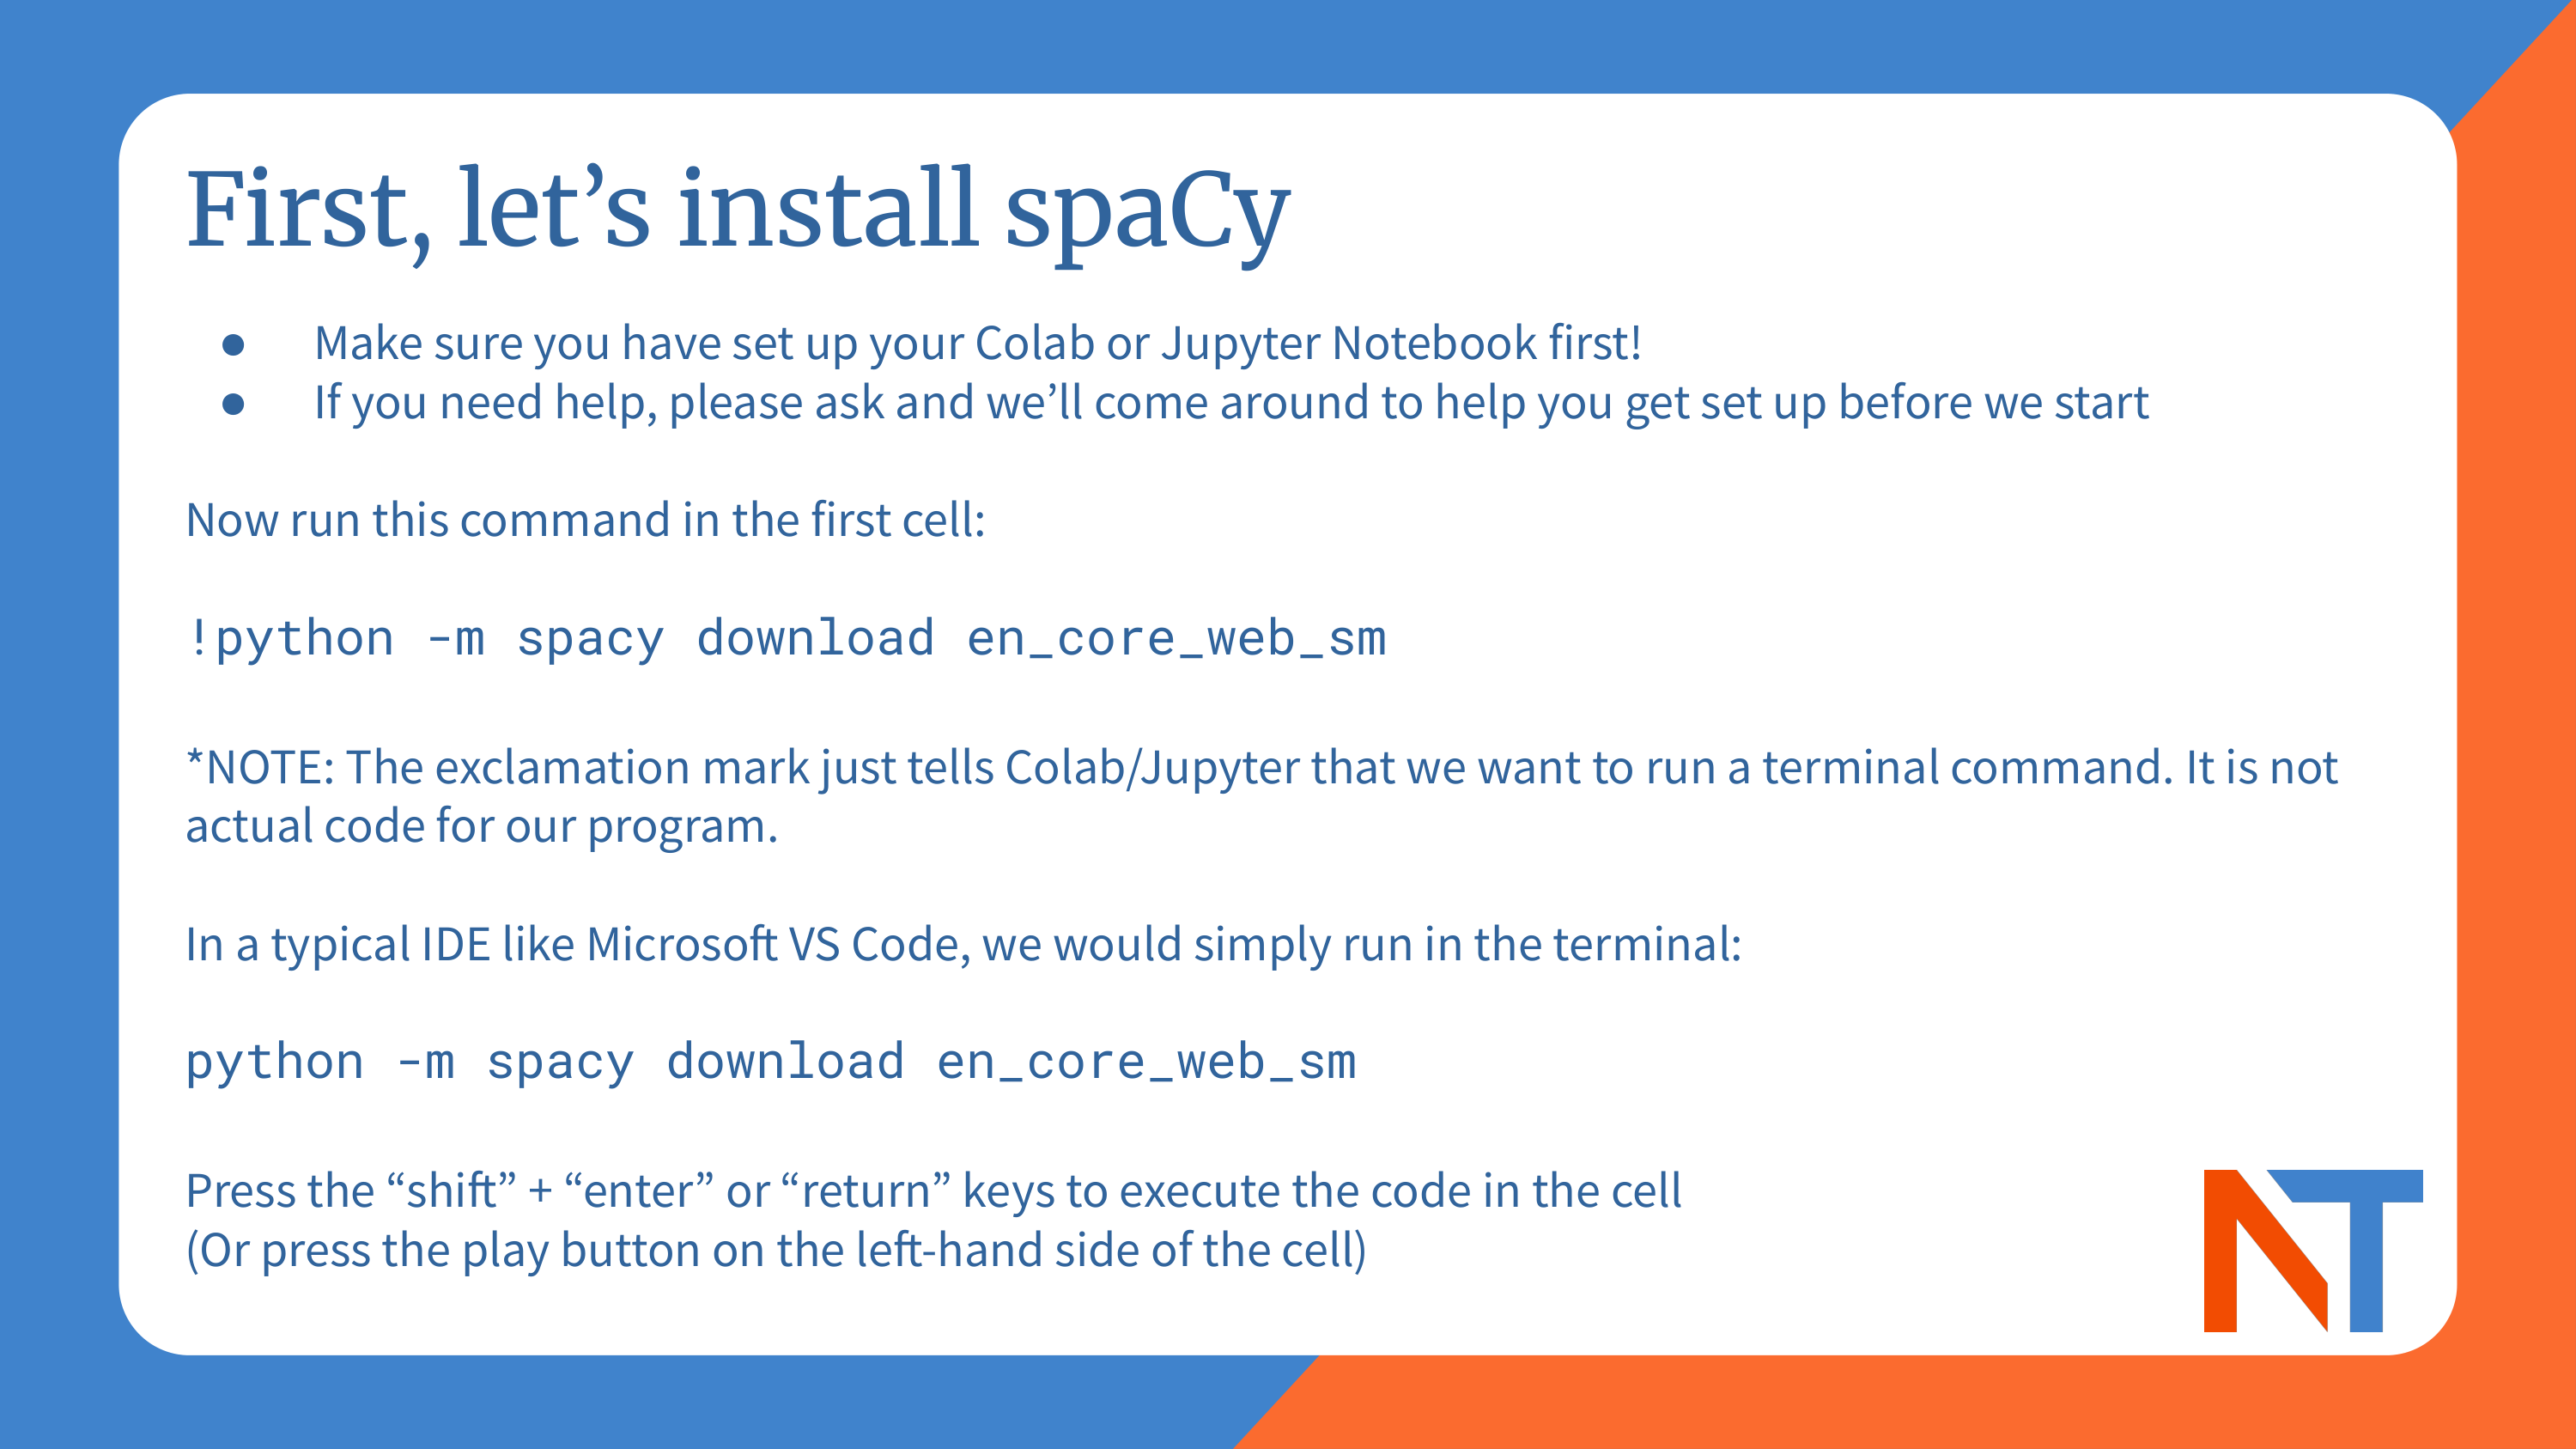 First, let’s install spaCy
● Make sure you have set up your Colab or Jupyter Notebook first!
● If you need help, please ask and we’ll come around to help you get set up before we start
Now run this command in the first cell:
!python -m spacy download en_core_web_sm
*NOTE: The exclamation mark just tells Colab/Jupyter that we want to run a terminal command. It is not
actual code for our program.
In a typical IDE like Microsoft VS Code, we would simply run in the terminal:
python -m spacy download en_core_web_sm
Press the “shift” + “enter” or “return” keys to execute the code in the cell
(Or press the play button on the left-hand side of the cell)
NT